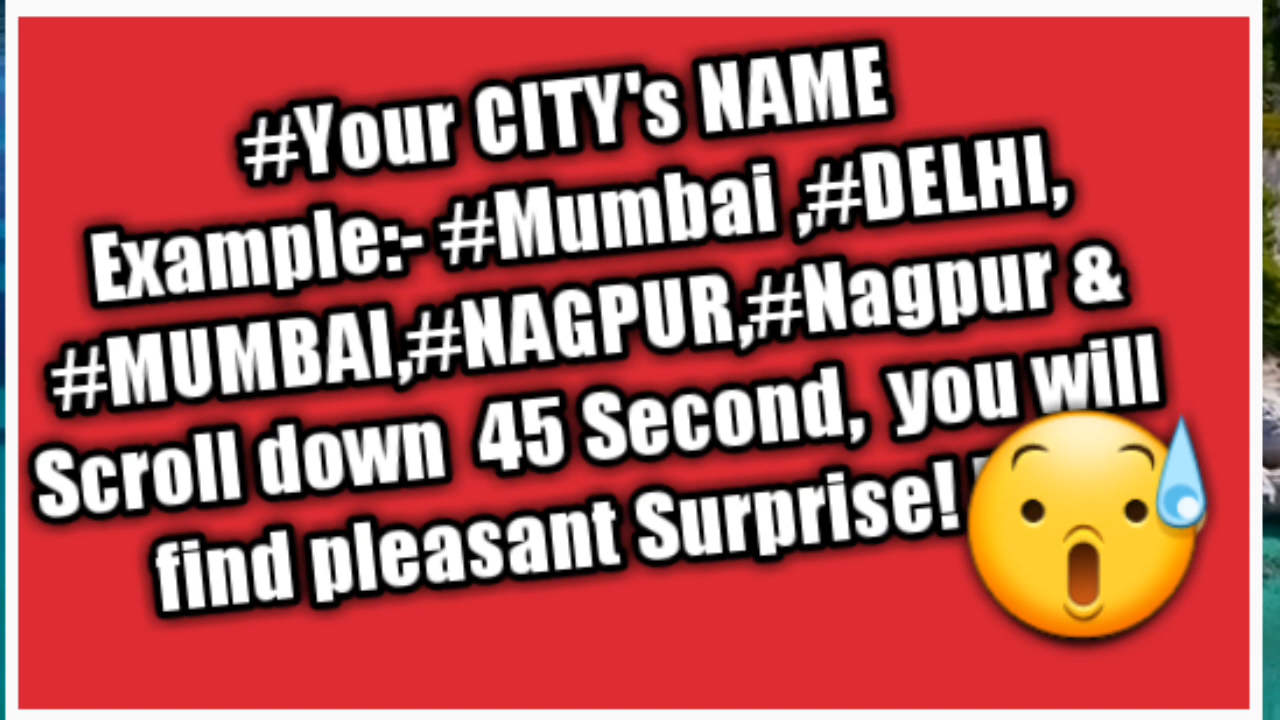 #Your CITY's NAME
Example:- #Mumbai ,#DELHI,
#MUMBAI,#NAGPUR,#Nagpur &
Scroll down 45 Second, you will
find pleasant Surprise!